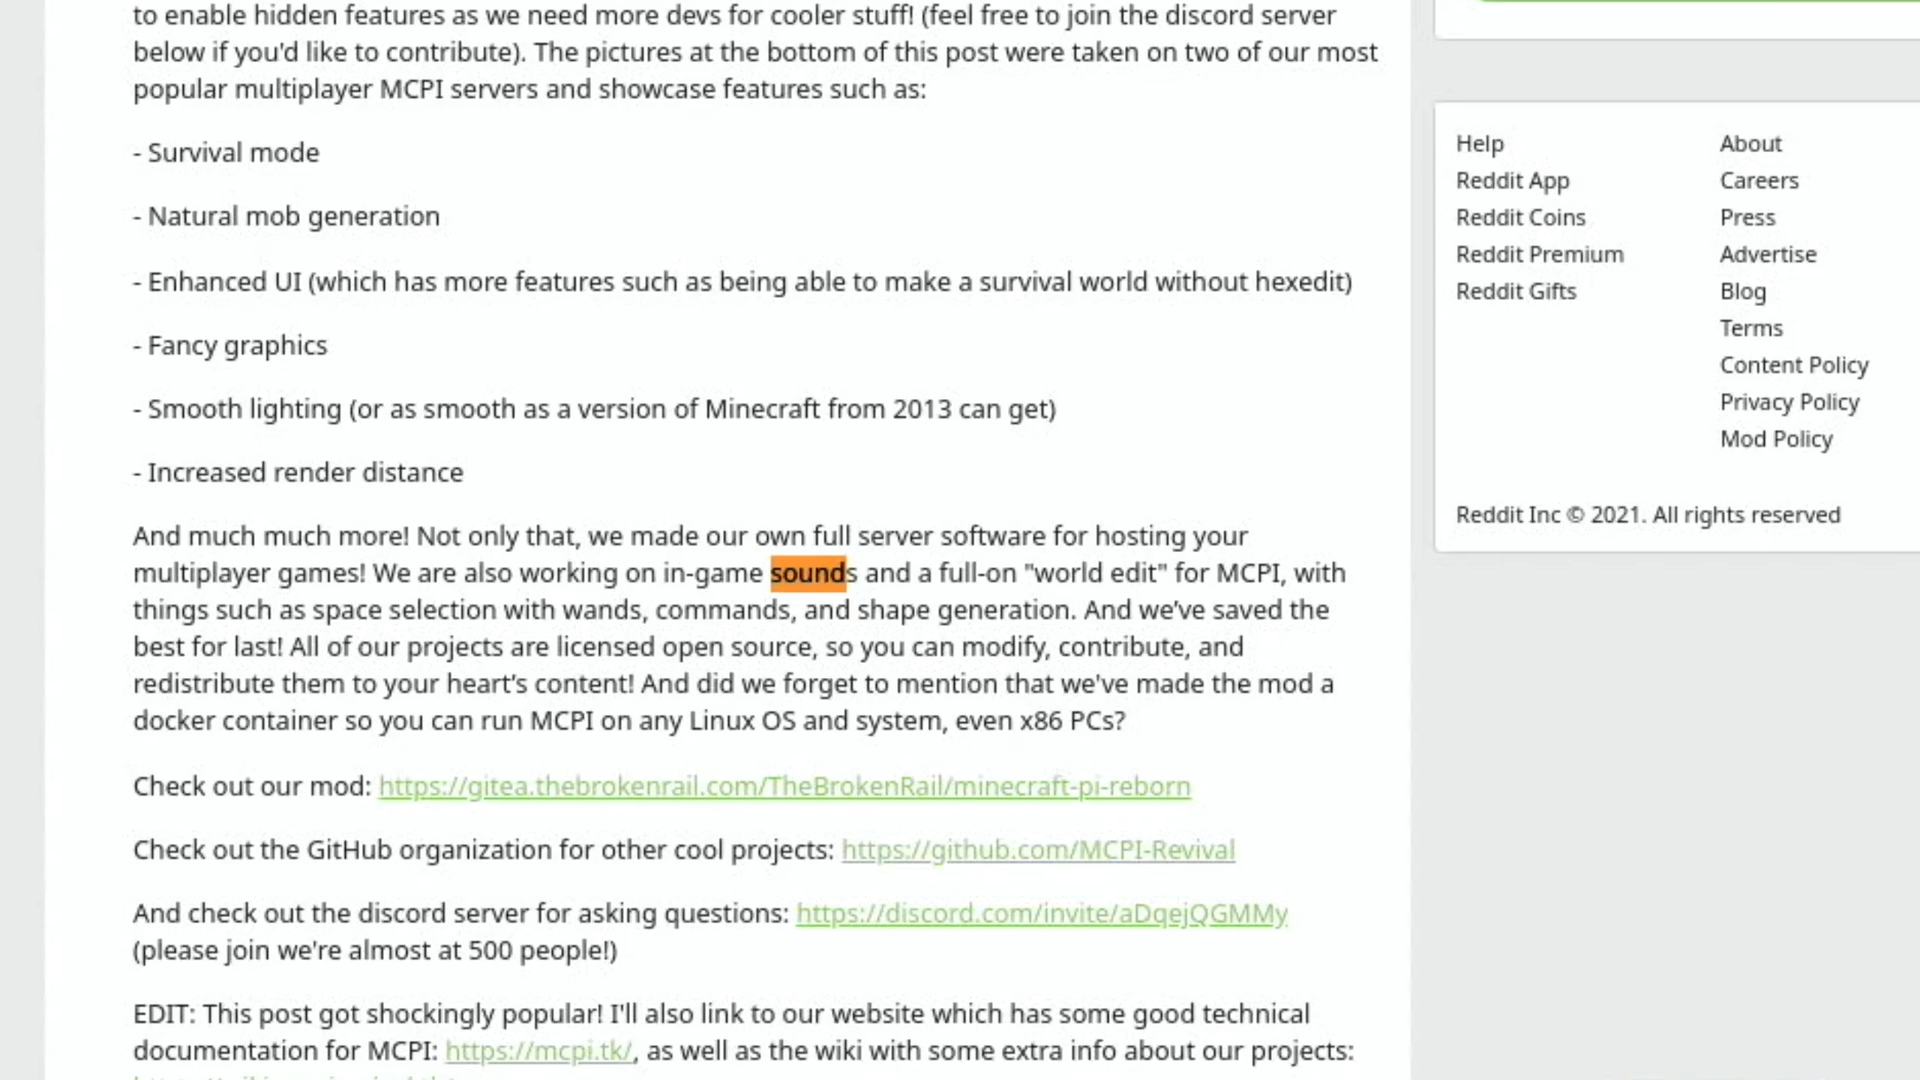 to enable hidden features as we need more devs for cooler stuff! (feel free to join the discord server
below if you'd like to contribute). The pictures at the bottom of this post were taken on two of our most
popular multiplayer MCPI servers and showcase features such as:
- Survival mode
- Natural mob generation
- Enhanced UI (which has more features such as being able to make a survival world without hexedit)
- Fancy graphics
- Smooth lighting (or as smooth as a version of Minecraft from 2013 can get)
- Increased render distance
And much much more! Not only that, we made our own full server software for hosting your
multiplayer games! We are also working on in-game sounds and a full-on "world edit" for MCPI, with
things such as space selection with wands, commands, and shape generation. And we’ve saved the
best for last! All of our projects are licensed open source, so you can modify, contribute, and
redistribute them to your heart’s content! And did we forget to mention that we've made the mod a
docker container so you can run MCPI on any Linux OS and system, even x86 PCs?
Check out our mod: https://gitea.thebrokenrail.com/TheBrokenRail/minecraft-pi-reborn
Check out the GitHub organization for other cool projects: https://github.com/MCPI-Revival
And check out the discord server for asking questions: https://discord.com/invite/aDqejQGMMy
(please join we're almost at 500 people!)
EDIT: This post got shockingly popular! I'll also link to our website which has some good technical
documentation for MCPI: https://mcpi.tk/, as well as the wiki with some extra info about our projects:
Help
Reddit App
Reddit Coins
Reddit Premium
Reddit Gifts
About
Careers
Press
Advertise
Blog
Terms
Content Policy
Privacy Policy
Mod Policy
Reddit Inc © 2021. All rights reserved